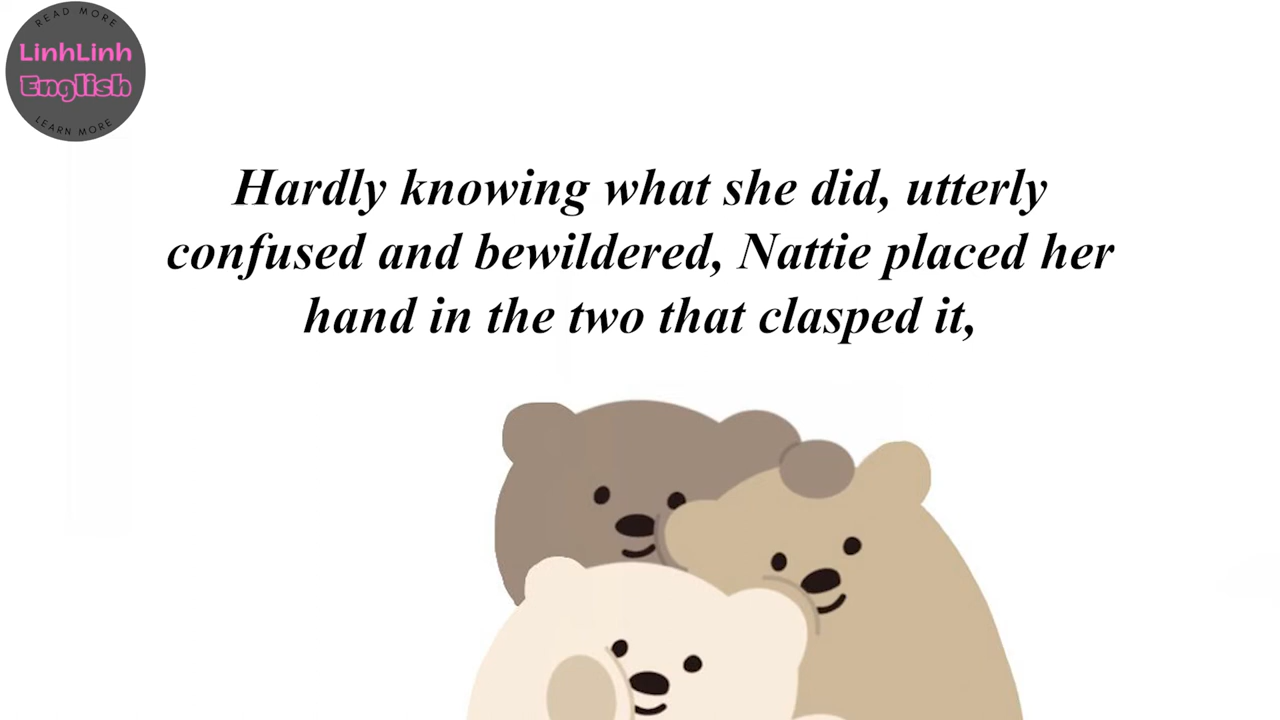 READ MORE
LinhLinh
English
LEARN MORE
Hardly knowing what she did, utterly
confused and bewildered, Nattie placed her
hand in the two that clasped it,